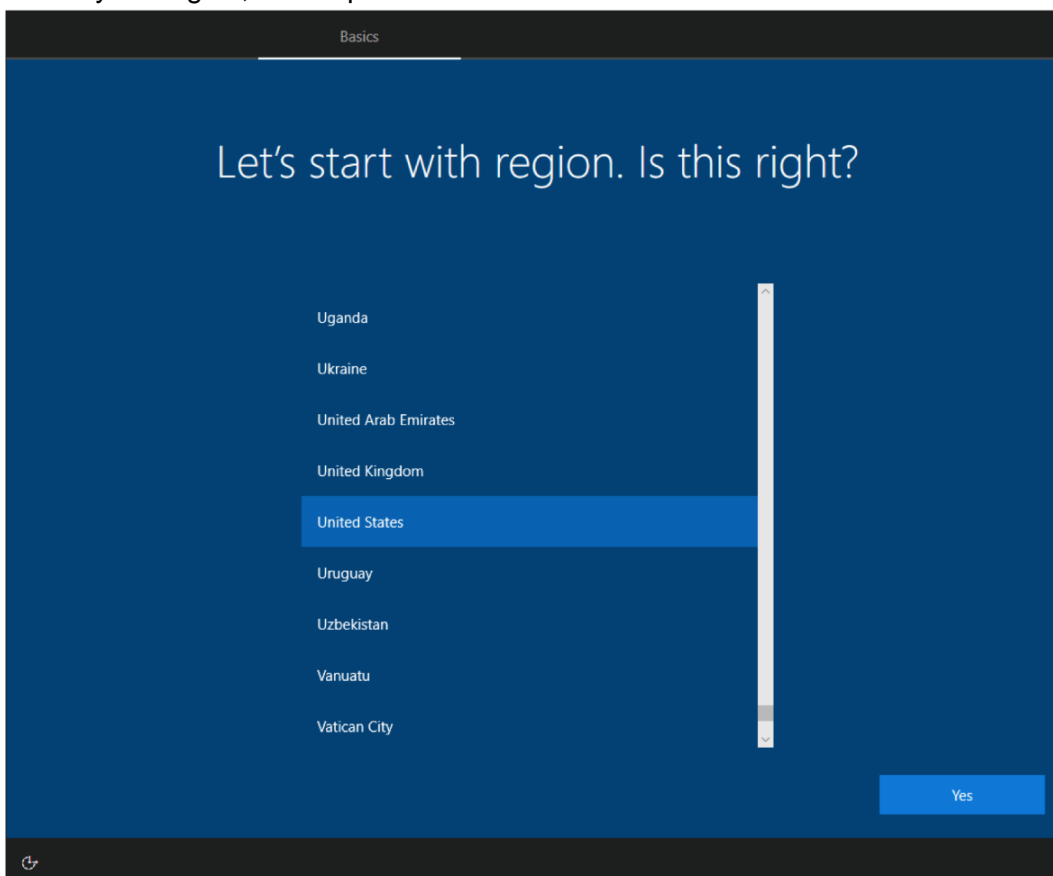 Basics
Let's start with region. Is this right?
Uganda
Ukraine
United Arab Emirates
United Kingdom
United States
Uruguay
Uzbekistan
Vanuatu
Vatican City
Yes